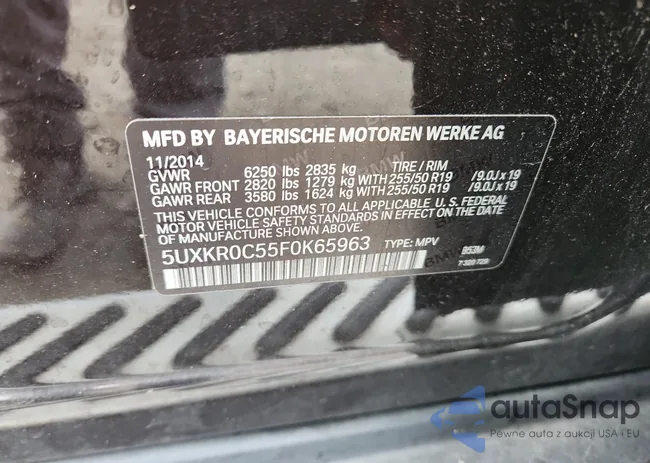 MFD BY BAYERISCHE MOTOREN WERKE AG
11/2014
GVWR 6250 lbs 2835 kg TIRE / RIM
GAWR FRONT 2820 lbs 1279 kg WITH 255/50 R19 /9.0J x 19
GAWR REAR 3580 lbs 1624 kg WITH 255/50 R19 /9.0J x 19
THIS VEHICLE CONFORMS TO ALL APPLICABLE U.S. FEDERAL
MOTOR VEHICLE SAFETY STANDARDS IN EFFECT ON THE DATE
OF MANUFACTURE SHOWN ABOVE.
5UXKR0C55F0K65963 TYPE: MPV 953M
autaSnap
Pewne auta z aukcji USA i EU